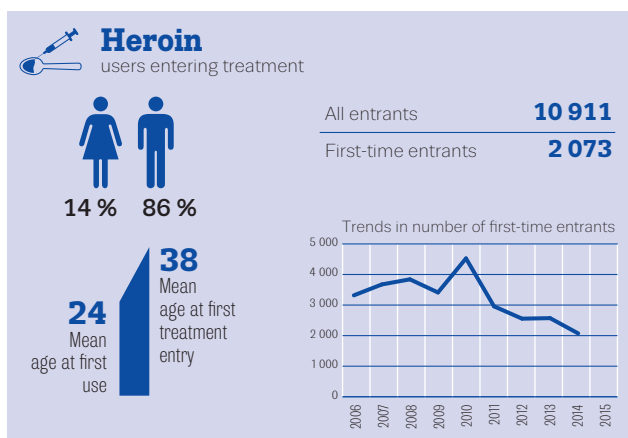 Heroin
users entering treatment
14 %
86 %
All entrants 10 911
First-time entrants 2 073
38
Mean
age at first
treatment
entry
24
Mean
age at first
use
Trends in number of first-time entrants
5 000
4 000
3 000
2 000
1 000
0
2006
2007
2008
2009
2010
2011
2012
2013
2014
2015